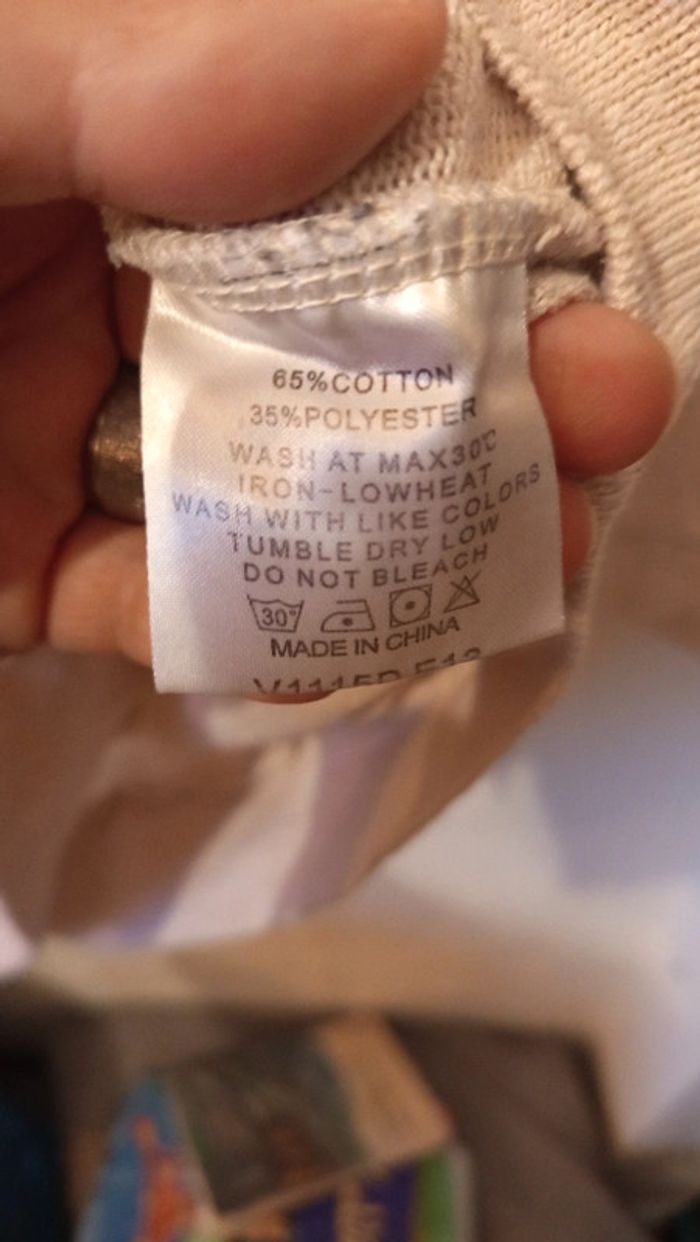 65%COTTON
35%POLYESTER
WASH AT MAX30℃
IRON-LOWHEAT
WASH WITH LIKE COLORS
TUMBLE DRY LOW
DO NOT BLEACH
30°
MADE IN CHINA